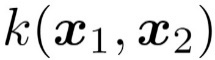 k(𝒙₁, 𝒙₂)